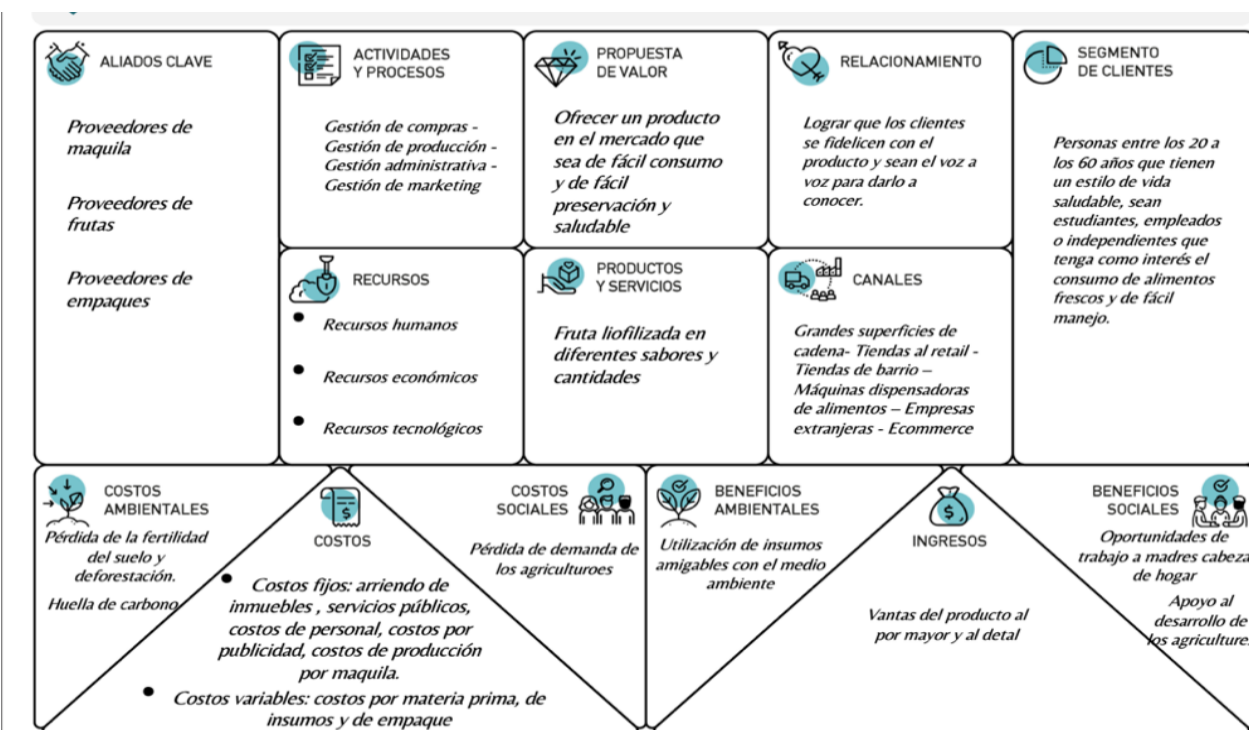 ALIADOS CLAVE
Proveedores de
maquila
Proveedores de
frutas
Proveedores de
empaques
ACTIVIDADES
Y PROCESOS
Gestión de compras -
Gestión de producción -
Gestión administrativa -
Gestión de marketing
RECURSOS
• Recursos humanos
• Recursos económicos
• Recursos tecnológicos
PROPUESTA
DE VALOR
Ofrecer un producto
en el mercado que
sea de fácil consumo
y de fácil
preservación y
saludable
PRODUCTOS
Y SERVICIOS
Fruta liofilizada en
diferentes sabores y
cantidades
RELACIONAMIENTO
Lograr que los clientes
se fidelicen con el
producto y sean el voz a
voz para darlo a
conocer.
CANALES
Grandes superficies de
cadena- Tiendas al retail -
Tiendas de barrio –
Máquinas dispensadoras
de alimentos – Empresas
extranjeras - Ecommerce
SEGMENTO
DE CLIENTES
Personas entre los 20 a
los 60 años que tienen
un estilo de vida
saludable, sean
estudiantes, empleados
o independientes que
tenga como interés el
consumo de alimentos
frescos y de fácil
manejo.
COSTOS
AMBIENTALES
Pérdida de la fertilidad
del suelo y
deforestación.
Huella de carbono
COSTOS
$
• Costos fijos: arriendo de
inmuebles , servicios públicos,
costos de personal, costos por
publicidad, costos de producción
por maquila.
• Costos variables: costos por materia prima, de
insumos y de empaque
COSTOS
SOCIALES
Pérdida de demanda de
los agricultuроes
BENEFICIOS
AMBIENTALES
Utilización de insumos
amigables con el medio
ambiente
$
INGRESOS
Vantas del producto al
por mayor y al detal
BENEFICIOS
SOCIALES
Oportunidades de
trabajo a madres cabeza
de hogar
Apoyo al
desarrollo de
los agriculture